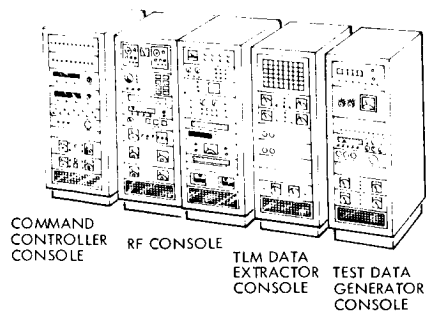 COMMAND
CONTROLLER
CONSOLE
RF CONSOLE
TLM DATA
EXTRACTOR
CONSOLE
TEST DATA
GENERATOR
CONSOLE